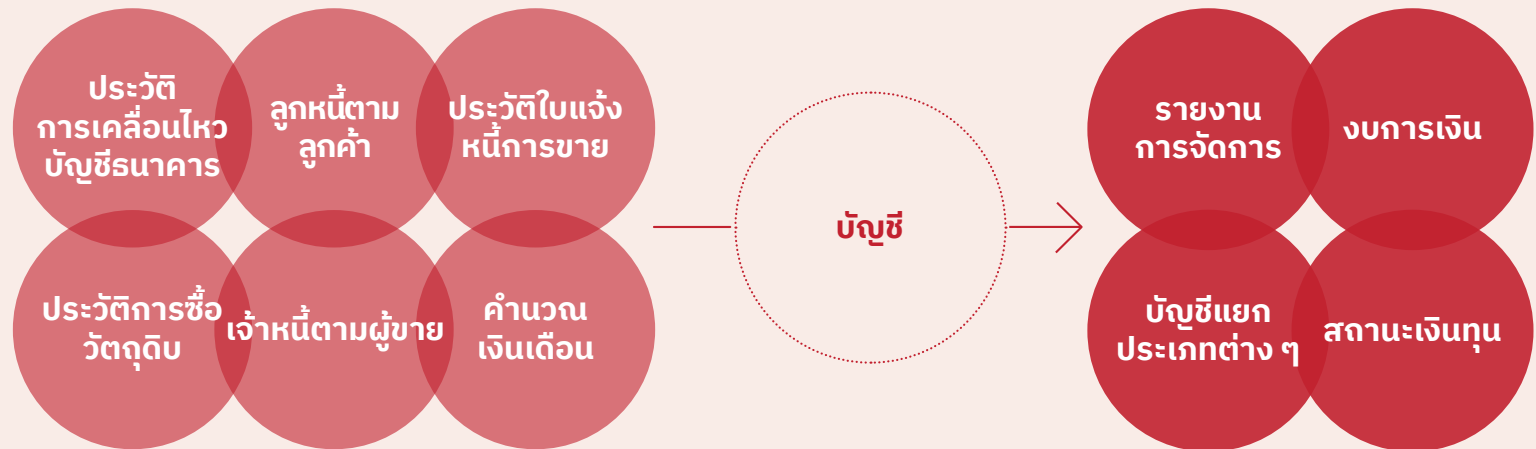 ประวัติ
การเคลื่อนไหว
บัญชีธนาคาร
ลูกหนี้ตาม
ลูกค้า
ประวัติใบแจ้ง
หนี้การขาย
ประวัติการซื้อ
วัตถุดิบ
เจ้าหนี้ตามผู้ขาย
คำนวณ
เงินเดือน
บัญชี
รายงาน
การจัดการ
งบการเงิน
บัญชีแยก
ประเภทต่าง ๆ
สถานะเงินทุน